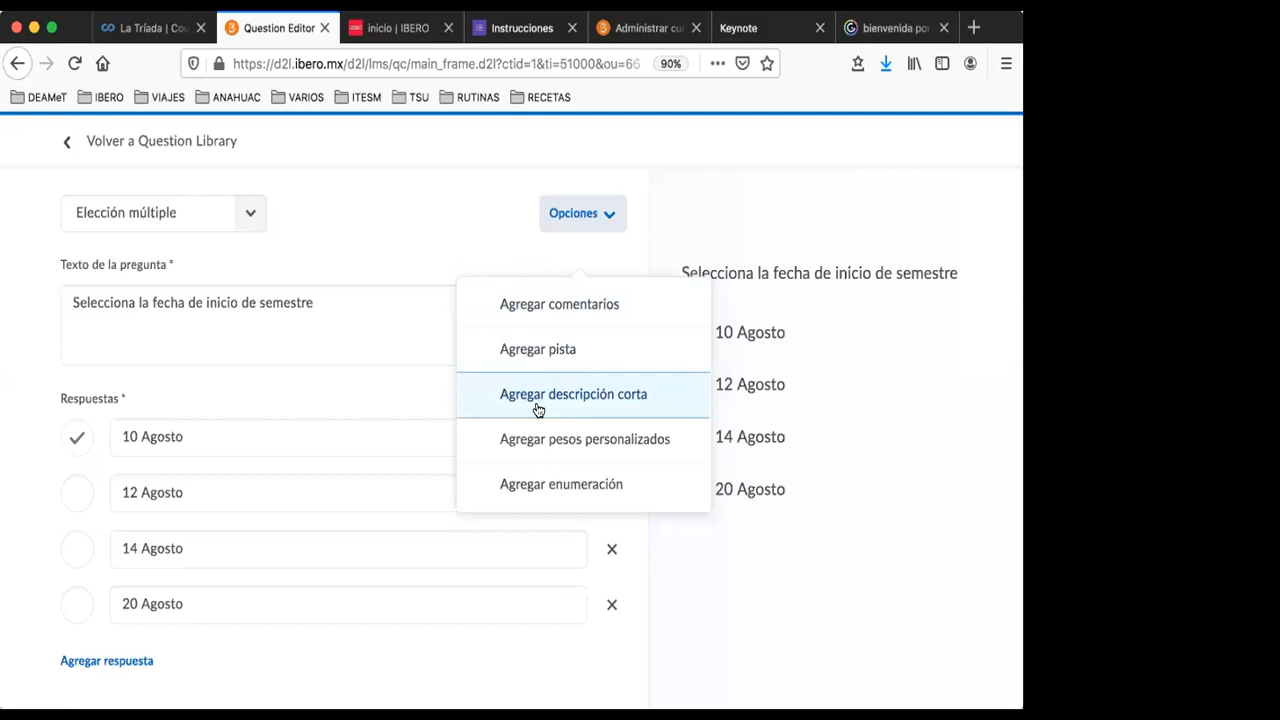 La Tríada | Cou
Question Editor
inicio | IBERO
Instrucciones
Administrar cu
Keynote
bienvenida po
https://d2l.ibero.mx/d2l/lms/qc/main_frame.d2l?ctid=1&ti=51000&ou=66
90%
DEAMeT
IBERO
VIAJES
ANAHUAC
VARIOS
ITESM
TSU
RUTINAS
RECETAS
Volver a Question Library
Elección múltiple
Opciones
Texto de la pregunta *
Selecciona la fecha de inicio de semestre
Agregar comentarios
Agregar pista
Agregar descripción corta
Agregar pesos personalizados
Agregar enumeración
Respuestas *
10 Agosto
12 Agosto
14 Agosto
20 Agosto
Agregar respuesta
Selecciona la fecha de inicio de semestre
10 Agosto
12 Agosto
14 Agosto
20 Agosto